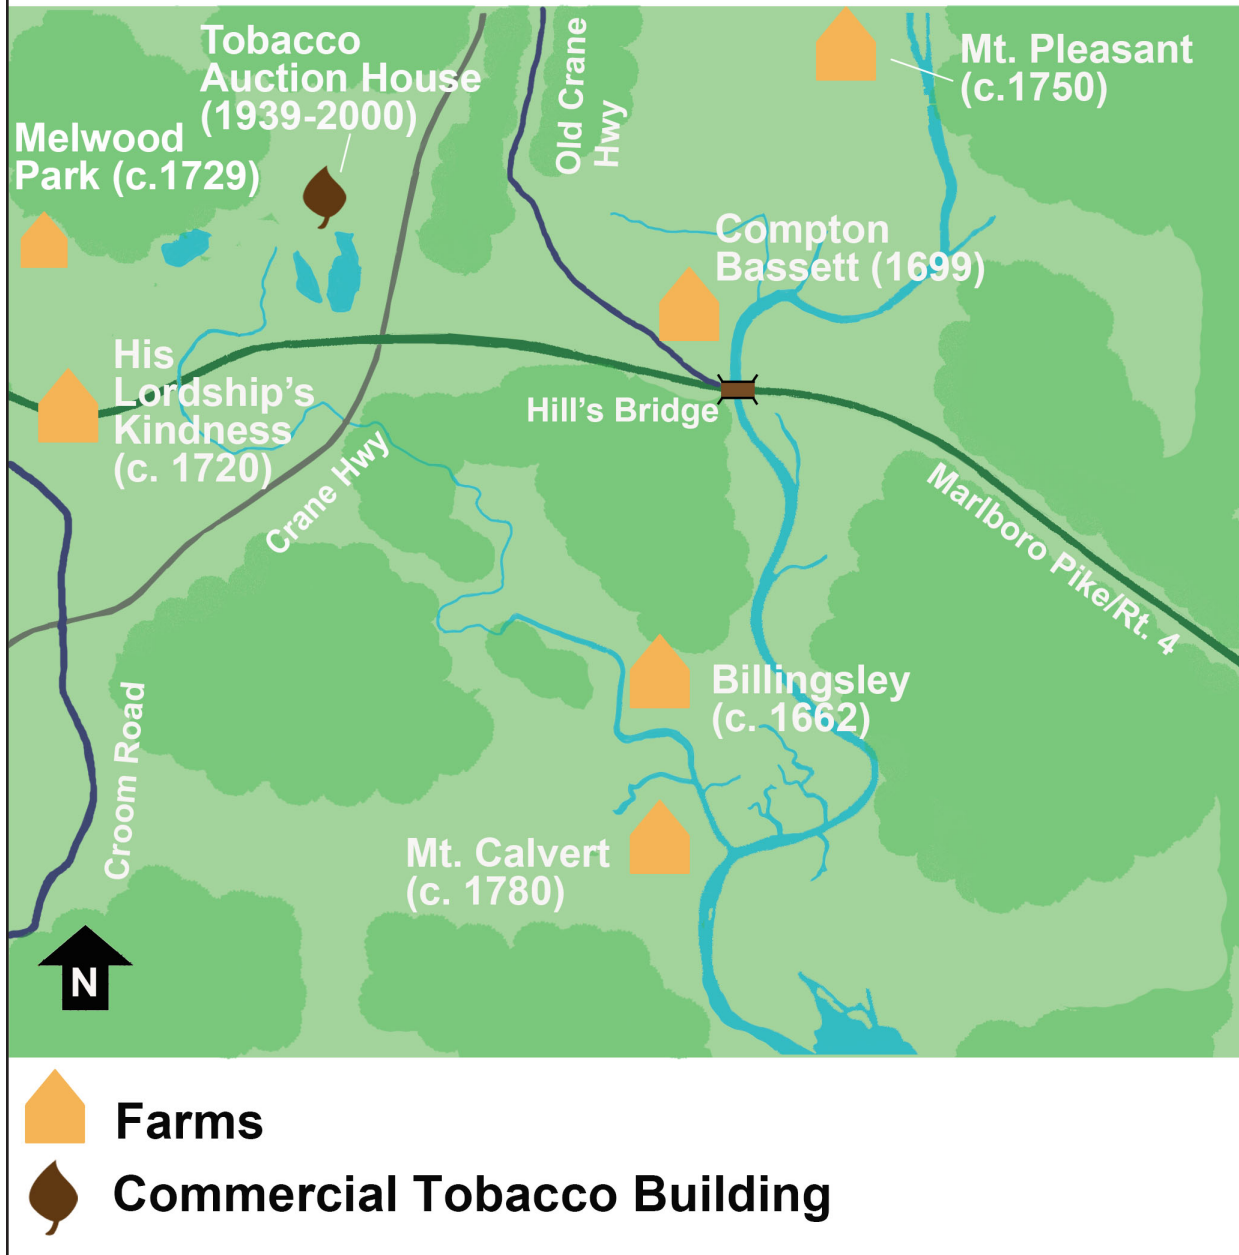 Tobacco
Auction House
(1939-2000)
Old Crane
Hwy
Mt. Pleasant
(c.1750)
Melwood
Park (c.1729)
Compton
Bassett (1699)
His
Lordship’s
Kindness
(c. 1720)
Hill’s Bridge
Crane Hwy
Marlboro Pike/Rt. 4
Billingsley
(c. 1662)
Croom Road
Mt. Calvert
(c. 1780)
N
Farms
Commercial Tobacco Building